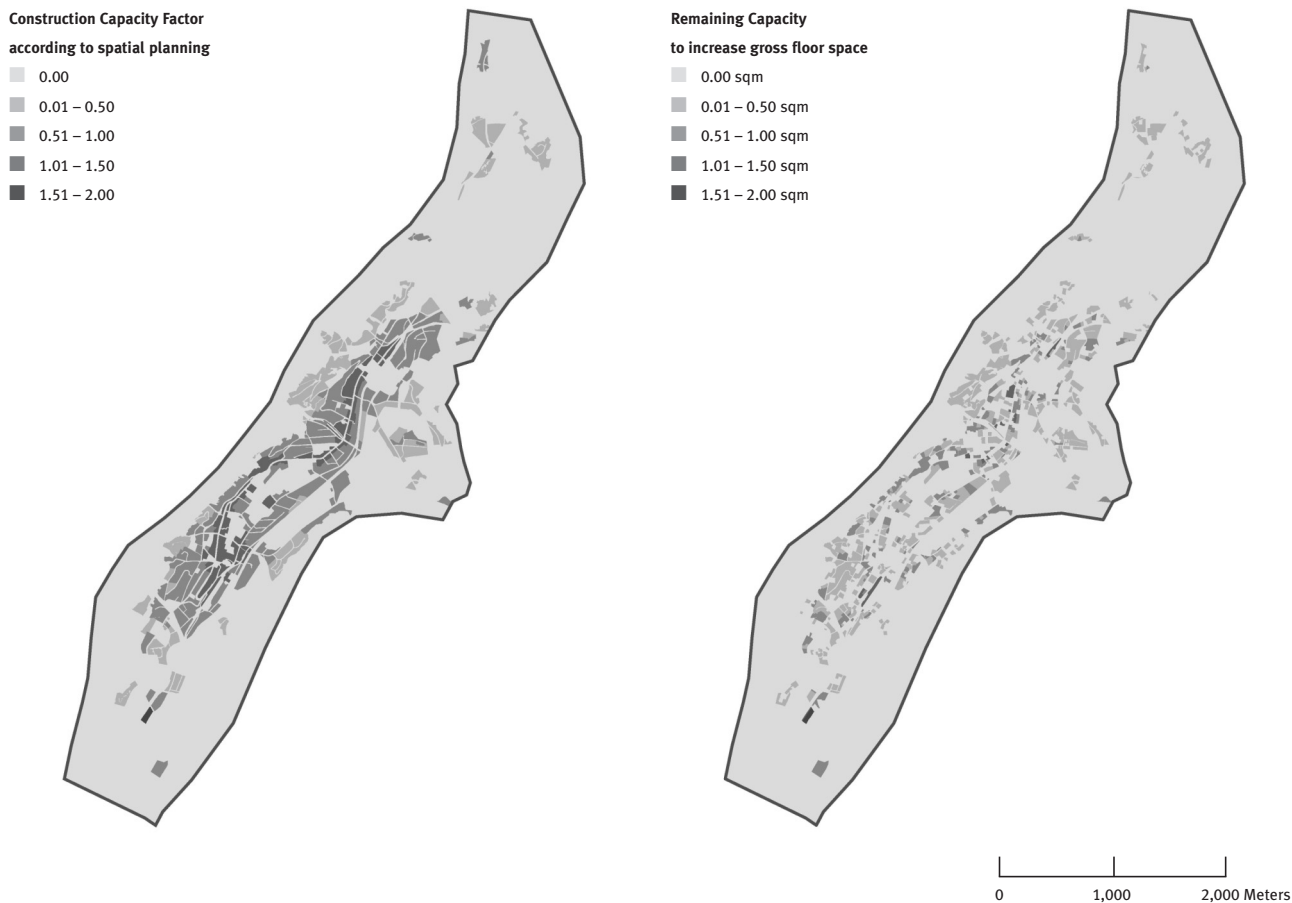 Construction Capacity Factor
according to spatial planning
0.00
0.01 – 0.50
0.51 – 1.00
1.01 – 1.50
1.51 – 2.00
Remaining Capacity
to increase gross floor space
0.00 sqm
0.01 – 0.50 sqm
0.51 – 1.00 sqm
1.01 – 1.50 sqm
1.51 – 2.00 sqm
0 1,000 2,000 Meters